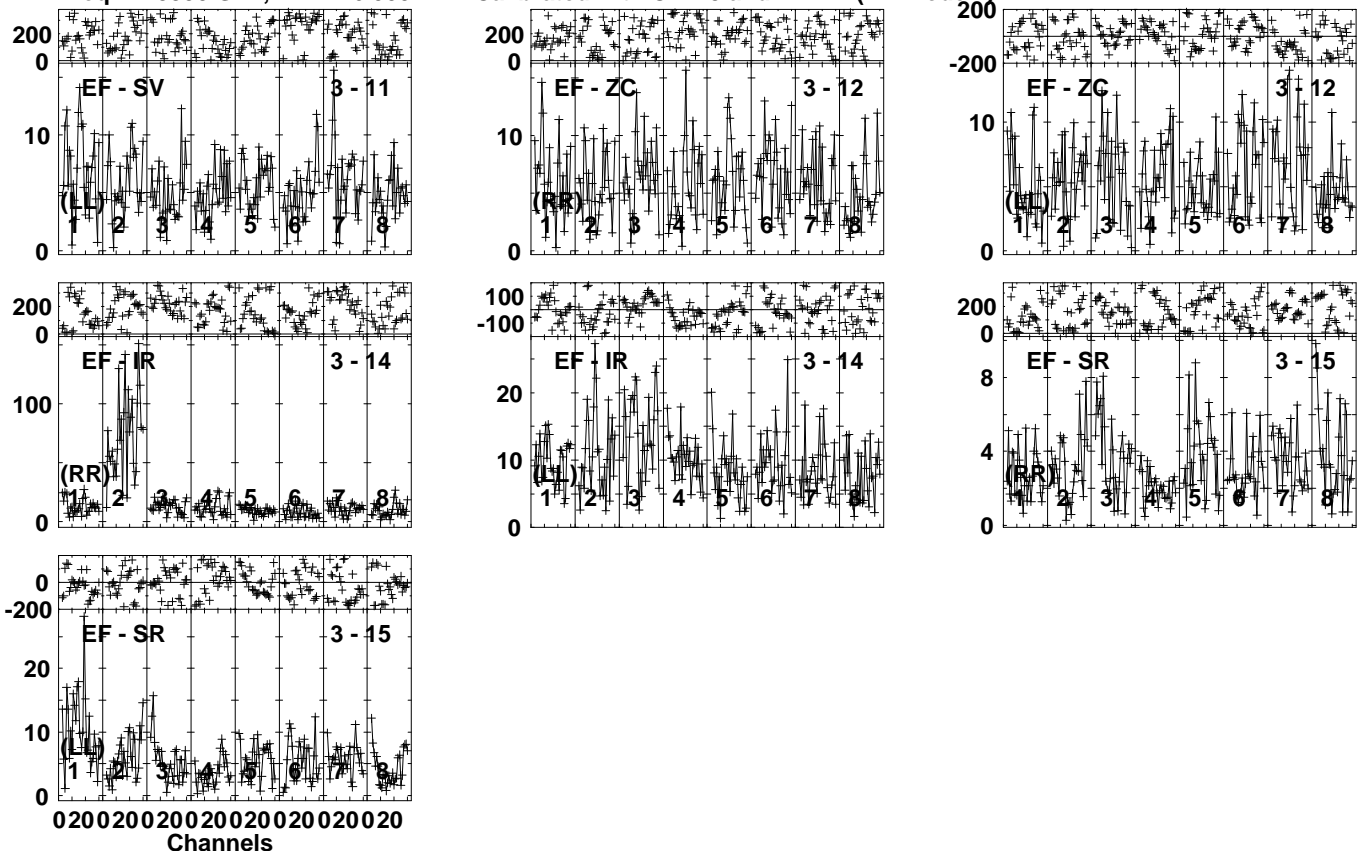 200 200 200
0 0 -200
EF - SV 3 - 11 EF - ZC 3 - 12 EF - ZC 3 - 12
10 10 10
(LL) (RR) (LL)
1 2 3 4 5 6 7 8 1 2 3 4 5 6 7 8 1 2 3 4 5 6 7 8
0 0 0
200 100 200
0 -100 0
EF - IR 3 - 14 EF - IR 3 - 14 EF - SR 3 - 15
100 20 8
10 4
(RR) (LL) (RR)
1 2 3 4 5 6 7 8 1 2 3 4 5 6 7 8 1 2 3 4 5 6 7 8
0 0 0
0
-200
EF - SR 3 - 15
20
10
(LL)
1 2 3 4 5 6 7 8
0
0 20 0 20 0 20 0 20 0 20 0 20 0 20 0 20
Channels